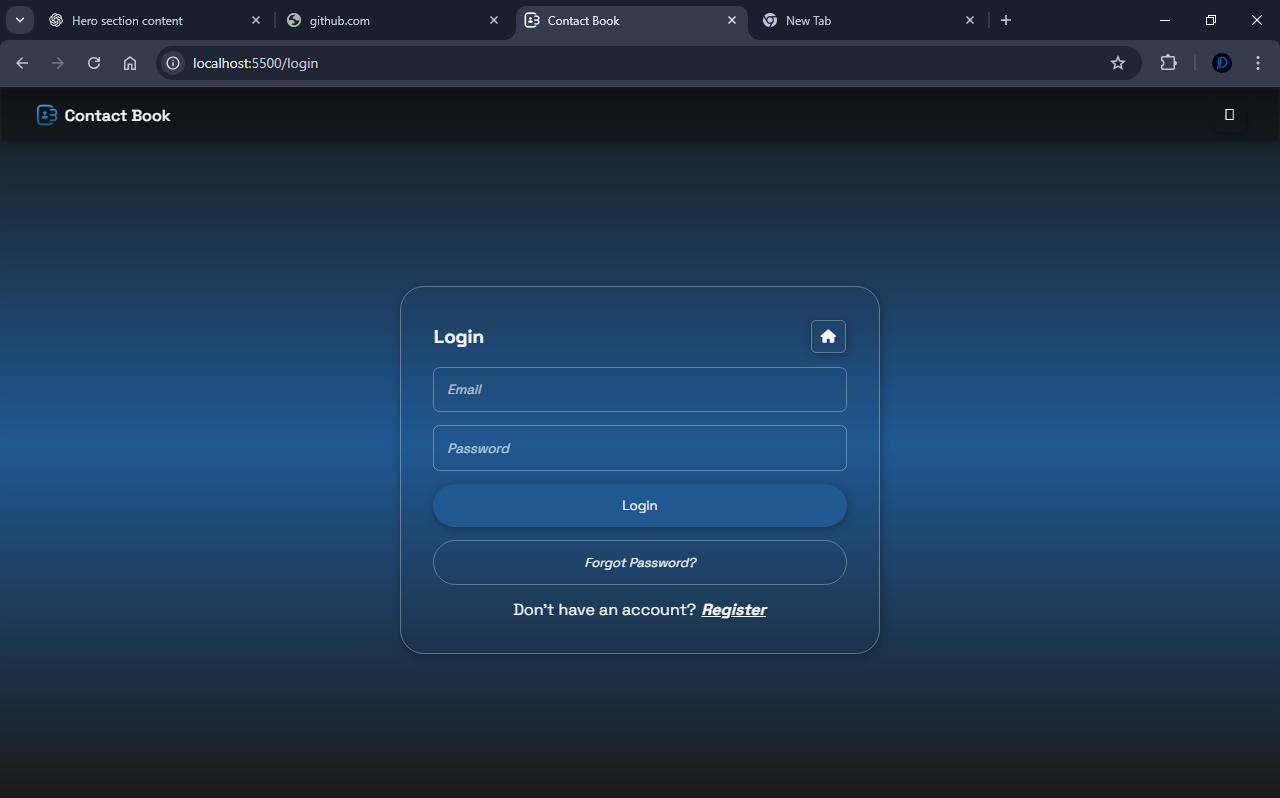 Hero section content
github.com
Contact Book
New Tab
localhost:5500/login
Contact Book
Login
Email
Password
Login
Forgot Password?
Don't have an account? Register